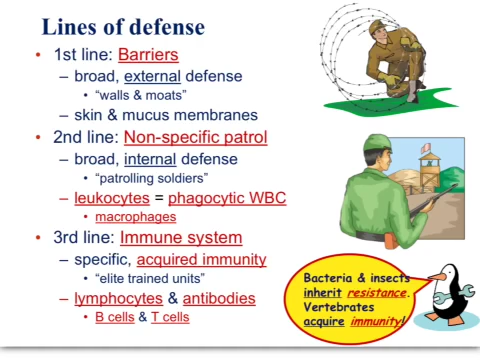 Lines of defense
• 1st line: Barriers
– broad, external defense
• “walls & moats”
– skin & mucus membranes
• 2nd line: Non-specific patrol
– broad, internal defense
• “patrolling soldiers”
– leukocytes = phagocytic WBC
• macrophages
• 3rd line: Immune system
– specific, acquired immunity
• “elite trained units”
– lymphocytes & antibodies
• B cells & T cells
Bacteria & insects
inherit resistance.
Vertebrates
acquire immunity!